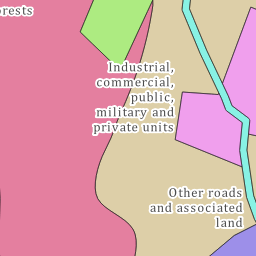 orests
Industrial,
commercial,
public,
military and
private units
Other roads
and associated
land